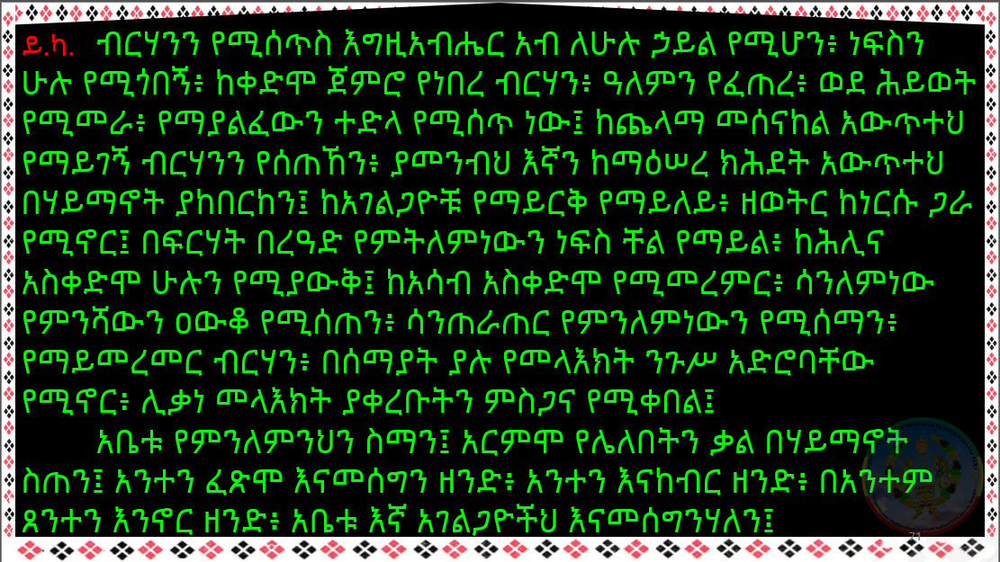 ይ.ካ. ብርሃንን የሚሰጥስ እግዚአብሔር አብ ለሁሉ ኃይል የሚሆን፥ ነፍስን
ሁሉ የሚጎበኝ፥ ከቀድሞ ጀምሮ የነበረ ብርሃን፥ ዓለምን የፈጠረ፥ ወደ ሕይወት
የሚመራ፥ የማያልፈውን ተድላ የሚሰጥ ነው፤ ከጨለማ መሰናክል አውጥተህ
የማይገኝ ብርሃንን የሰጠኸን፥ ያመንብህ እኛን ከማዕሠረ ክሕደት አውጥተህ
በሃይማኖት ያከበርከን፤ ከአገልጋዮቹ የማይርቅ የማይለይ፥ ዘወትር ከነርሱ ጋራ
የሚኖር፤ በፍርሃት በረዓድ የምትለምነውን ነፍስ ቸል የማይል፥ ከሕሊና
አስቀድሞ ሁሉን የሚያውቅ፤ ከአሳብ አስቀድሞ የሚመረምር፥ ሳንለምነው
የምንሻውን ዐውቆ የሚሰጠን፥ ሳንጠራጠር የምንለምነውን የሚሰማን፥
የማይመረመር ብርሃን፥ በሰማያት ያሉ የመላእክት ንጉሥ አድሮባቸው
የሚኖር፥ ሊቃነ መላእክት ያቀረቡትን ምስጋና የሚቀበል፤
አቤቱ የምንለምንህን ስማን፤ አርምሞ የሌለበትን ቃል በሃይማኖት
ስጠን፤ አንተን ፈጽሞ እናመሰግን ዘንድ፥ አንተን እናከብር ዘንድ፥ በአንተም
ጸንተን እንኖር ዘንድ፥ አቤቱ እኛ አገልጋዮችህ እናመሰግንሃለን፤
71